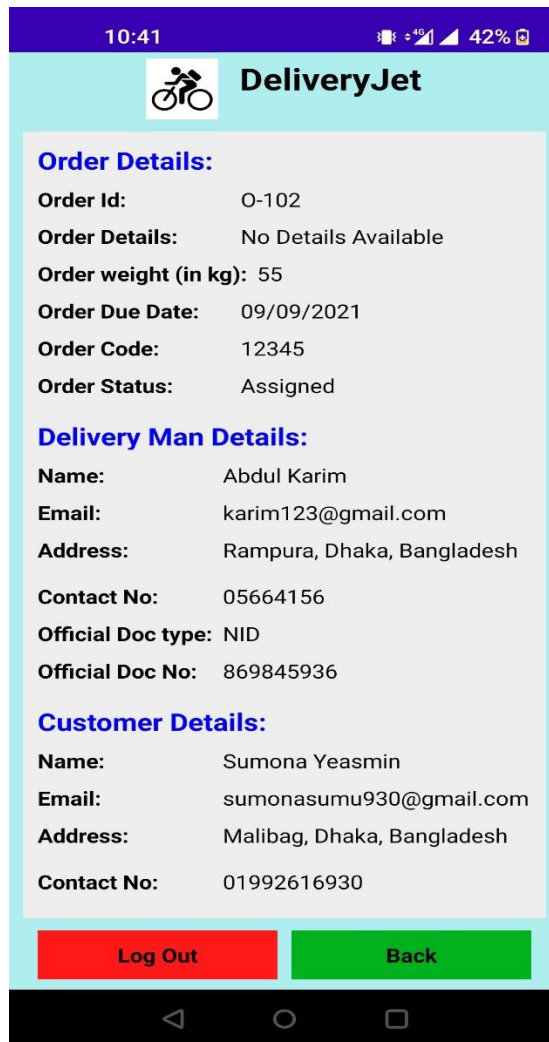 10:41 4G 42%
DeliveryJet
Order Details:
Order Id: O-102
Order Details: No Details Available
Order weight (in kg): 55
Order Due Date: 09/09/2021
Order Code: 12345
Order Status: Assigned
Delivery Man Details:
Name: Abdul Karim
Email: karim123@gmail.com
Address: Rampura, Dhaka, Bangladesh
Contact No: 05664156
Official Doc type: NID
Official Doc No: 869845936
Customer Details:
Name: Sumona Yeasmin
Email: sumonasumu930@gmail.com
Address: Malibag, Dhaka, Bangladesh
Contact No: 01992616930
Log Out Back